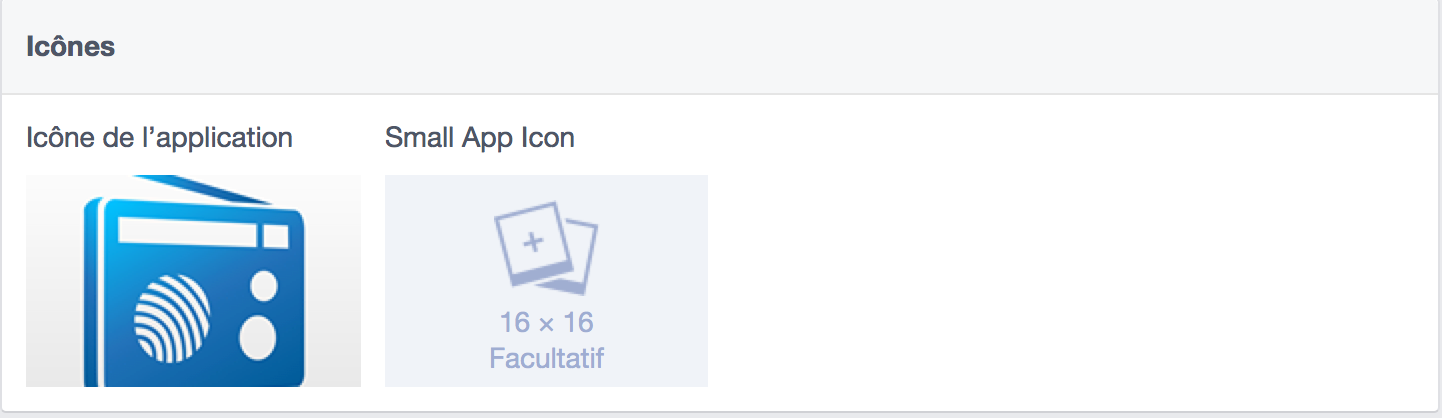 Icônes
Icône de l’application
Small App Icon
16 × 16
Facultatif